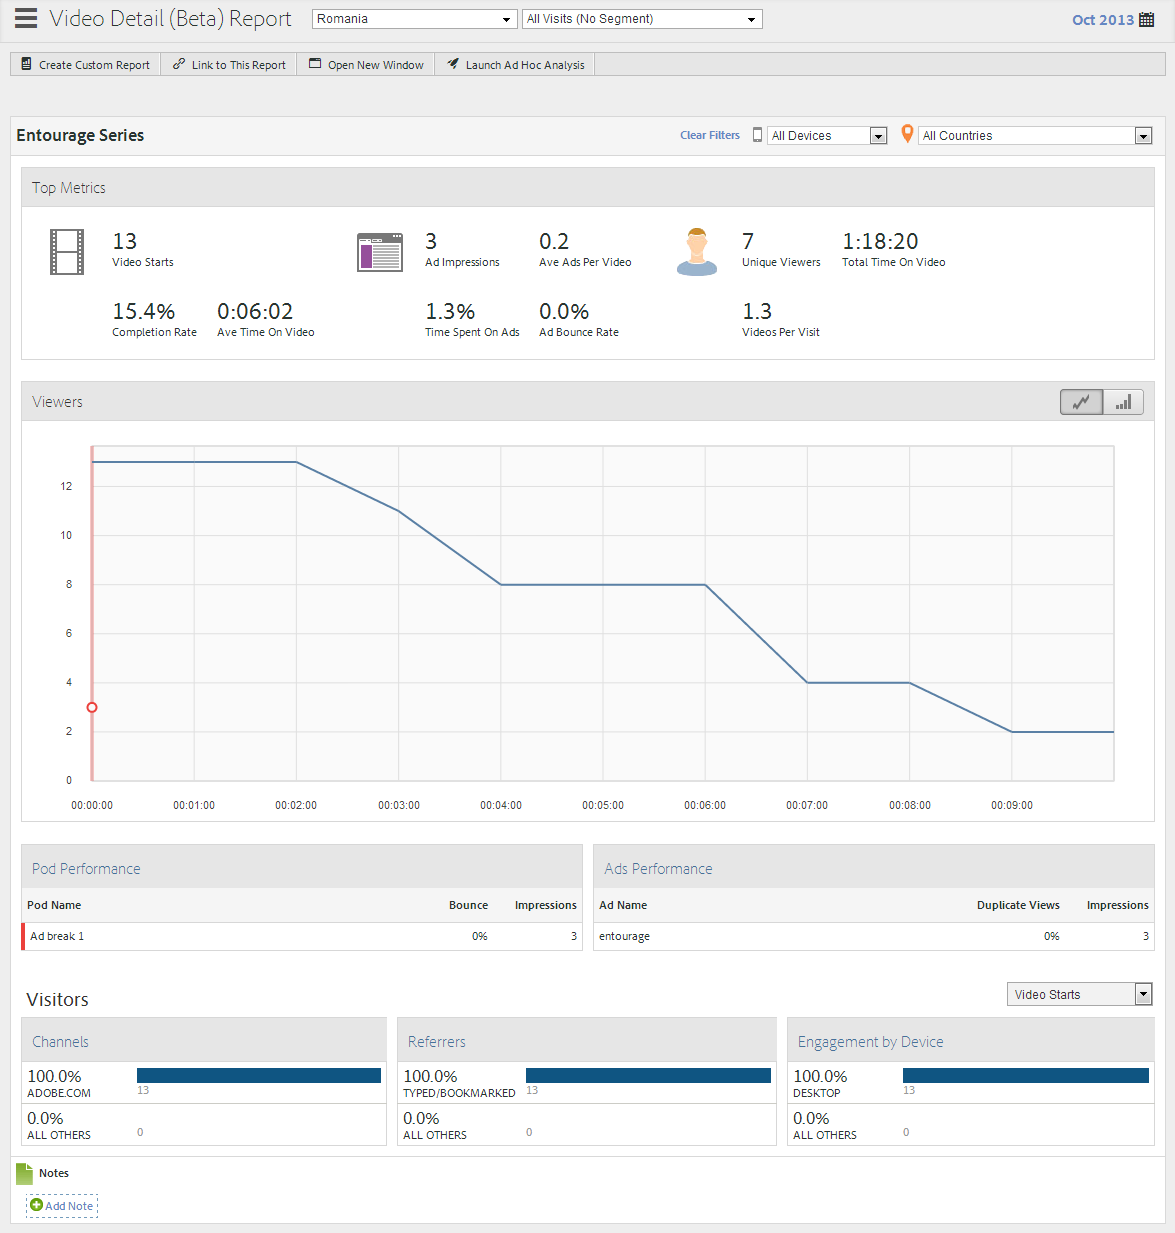 Video Detail (Beta) Report Romania All Visits (No Segment) Oct 2013
Create Custom Report Link to This Report Open New Window Launch Ad Hoc Analysis
Entourage Series Clear Filters All Devices All Countries
Top Metrics
13 3 0.2 7 1:18:20
Video Starts Ad Impressions Ave Ads Per Video Unique Viewers Total Time On Video
15.4% 0:06:02 1.3% 0.0% 1.3
Completion Rate Ave Time On Video Time Spent On Ads Ad Bounce Rate Videos Per Visit
Viewers
12
10
8
6
4
2
0
00:00:00 00:01:00 00:02:00 00:03:00 00:04:00 00:05:00 00:06:00 00:07:00 00:08:00 00:09:00
Pod Performance
Pod Name Bounce Impressions
Ad break 1 0% 3
Ads Performance
Ad Name Duplicate Views Impressions
entourage 0% 3
Visitors Video Starts
Channels
100.0%
ADOBE.COM 13
0.0%
ALL OTHERS 0
Referrers
100.0%
TYPED/BOOKMARKED 13
0.0%
ALL OTHERS 0
Engagement by Device
100.0%
DESKTOP 13
0.0%
ALL OTHERS 0
Notes
Add Note